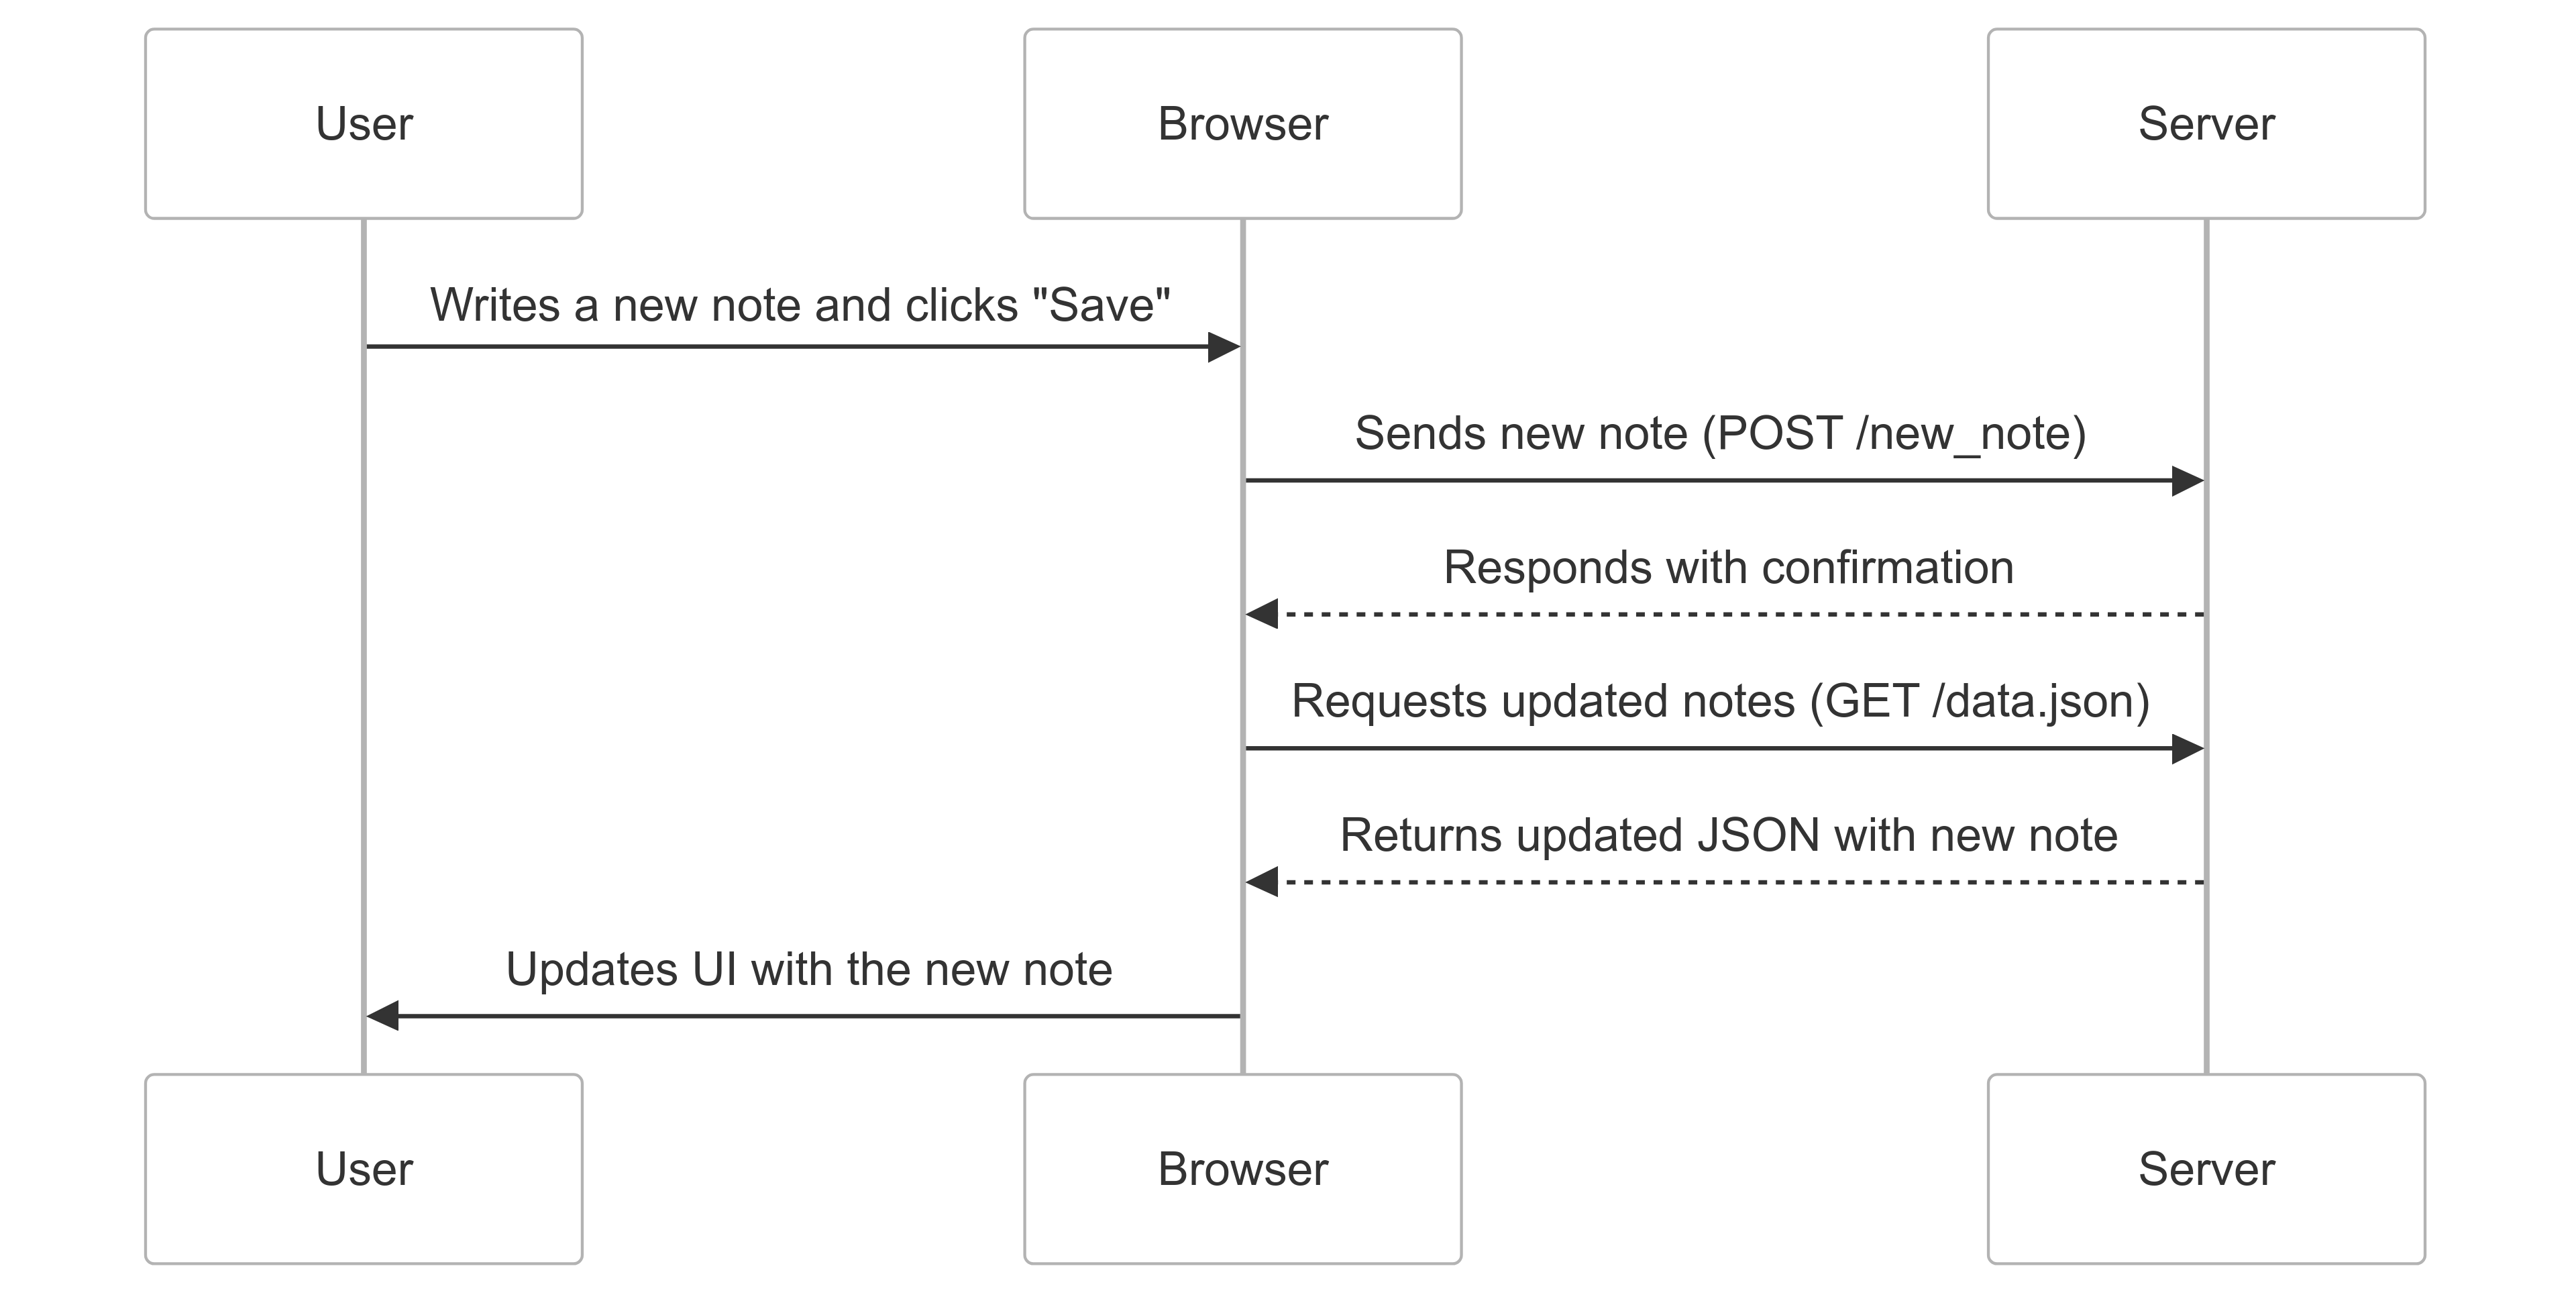 User
Browser
Server
Writes a new note and clicks "Save"
Sends new note (POST /new_note)
Responds with confirmation
Requests updated notes (GET /data.json)
Returns updated JSON with new note
Updates UI with the new note
User
Browser
Server